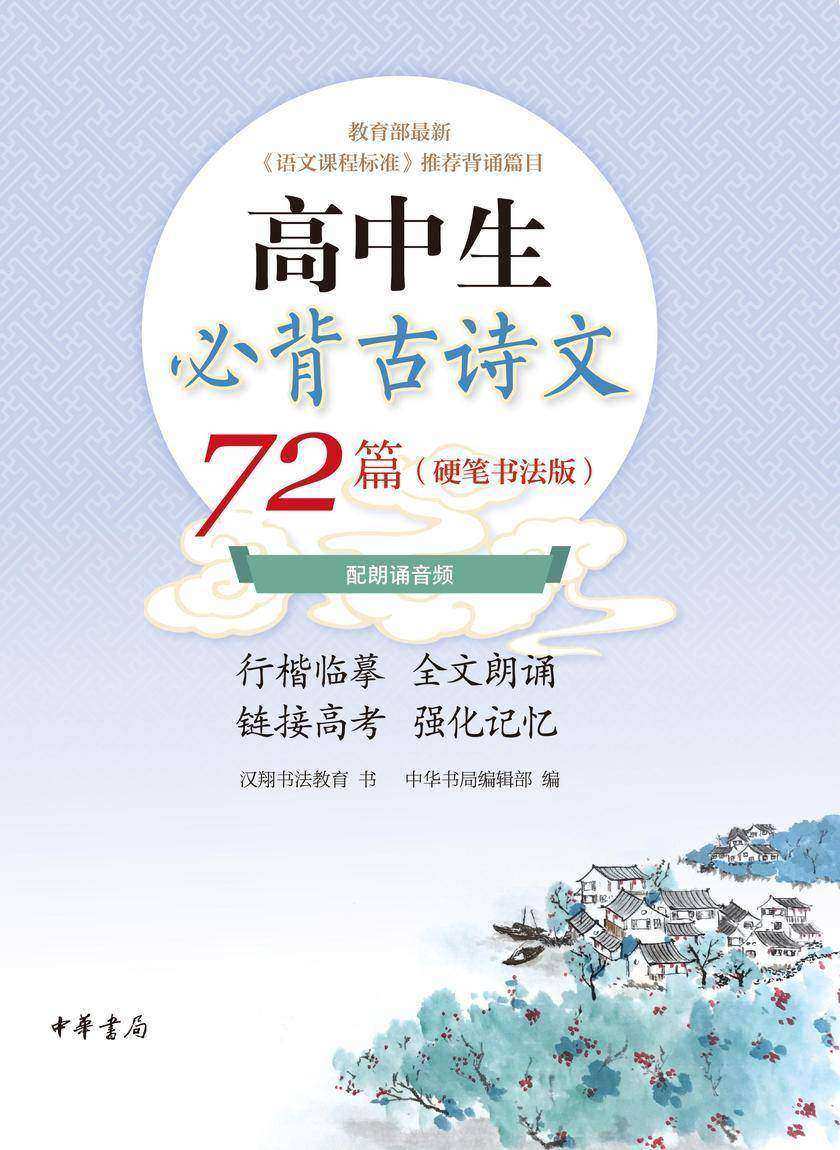 教育部最新
《语文课程标准》推荐背诵篇目
高中生
必背古诗文
72篇（硬笔书法版）
配朗诵音频
行楷临摹 全文朗诵
链接高考 强化记忆
汉翔书法教育 书 中华书局编辑部 编
中華書局